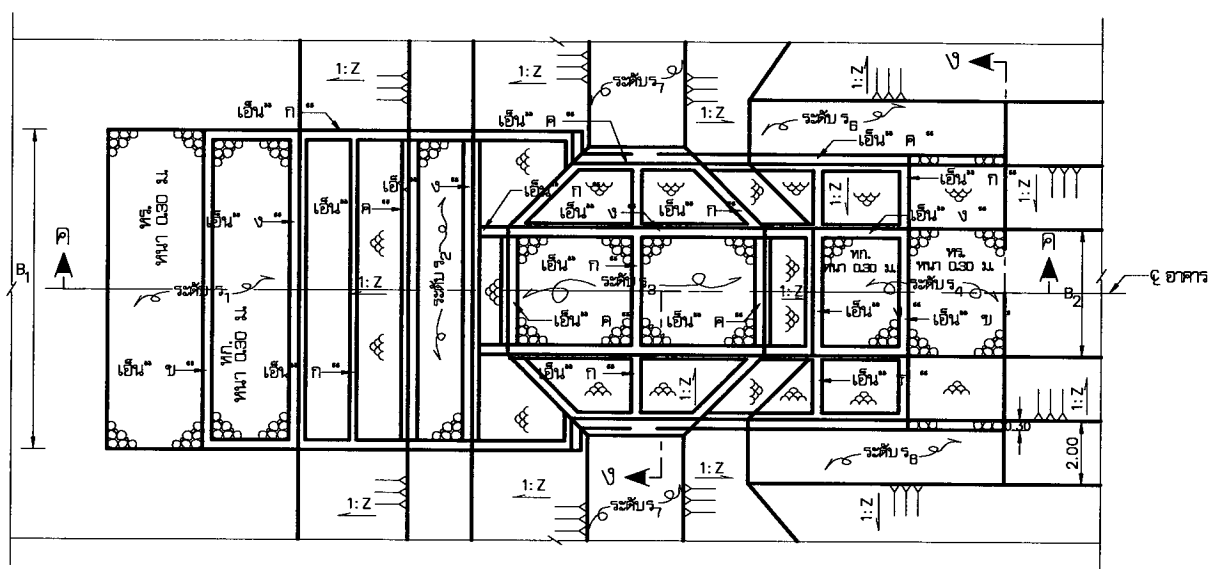 1:Z
1:Z
1:Z
ระดับร7
1:Z
1:Z
ง
เอ็น" ก "
เอ็น" ค "
ระดับ ร6
เอ็น" ค "
B1
ค
ทร.
หนา 0.30 ม.
เอ็น" ง "
เอ็น" ค "
ง "
เอ็น" ก "
เอ็น" ง "
เอ็น" ก "
1:Z
เอ็น" ก "
1:Z
เอ็น" ง "
ระดับ ร1
1:Z
ระดับ ร2
เอ็น" ก "
ระดับ ร3
1:Z
ทก.
หนา 0.30 ม.
ทร.
หนา 0.30 ม.
ระดับ ร4
B2
ค
℄ อาคาร
เอ็น" ข "
ทก.
หนา 0.30 ม.
เอ็น" ก "
เอ็น" ค "
เอ็น" ค "
เอ็น"
เอ็น" ข "
เอ็น" ก "
1:Z
เอ็น" ก "
1:Z
0.30
2.00
ระดับ ร8
1:Z
1:Z
ง
1:Z
1:Z
1:Z
ระดับร7